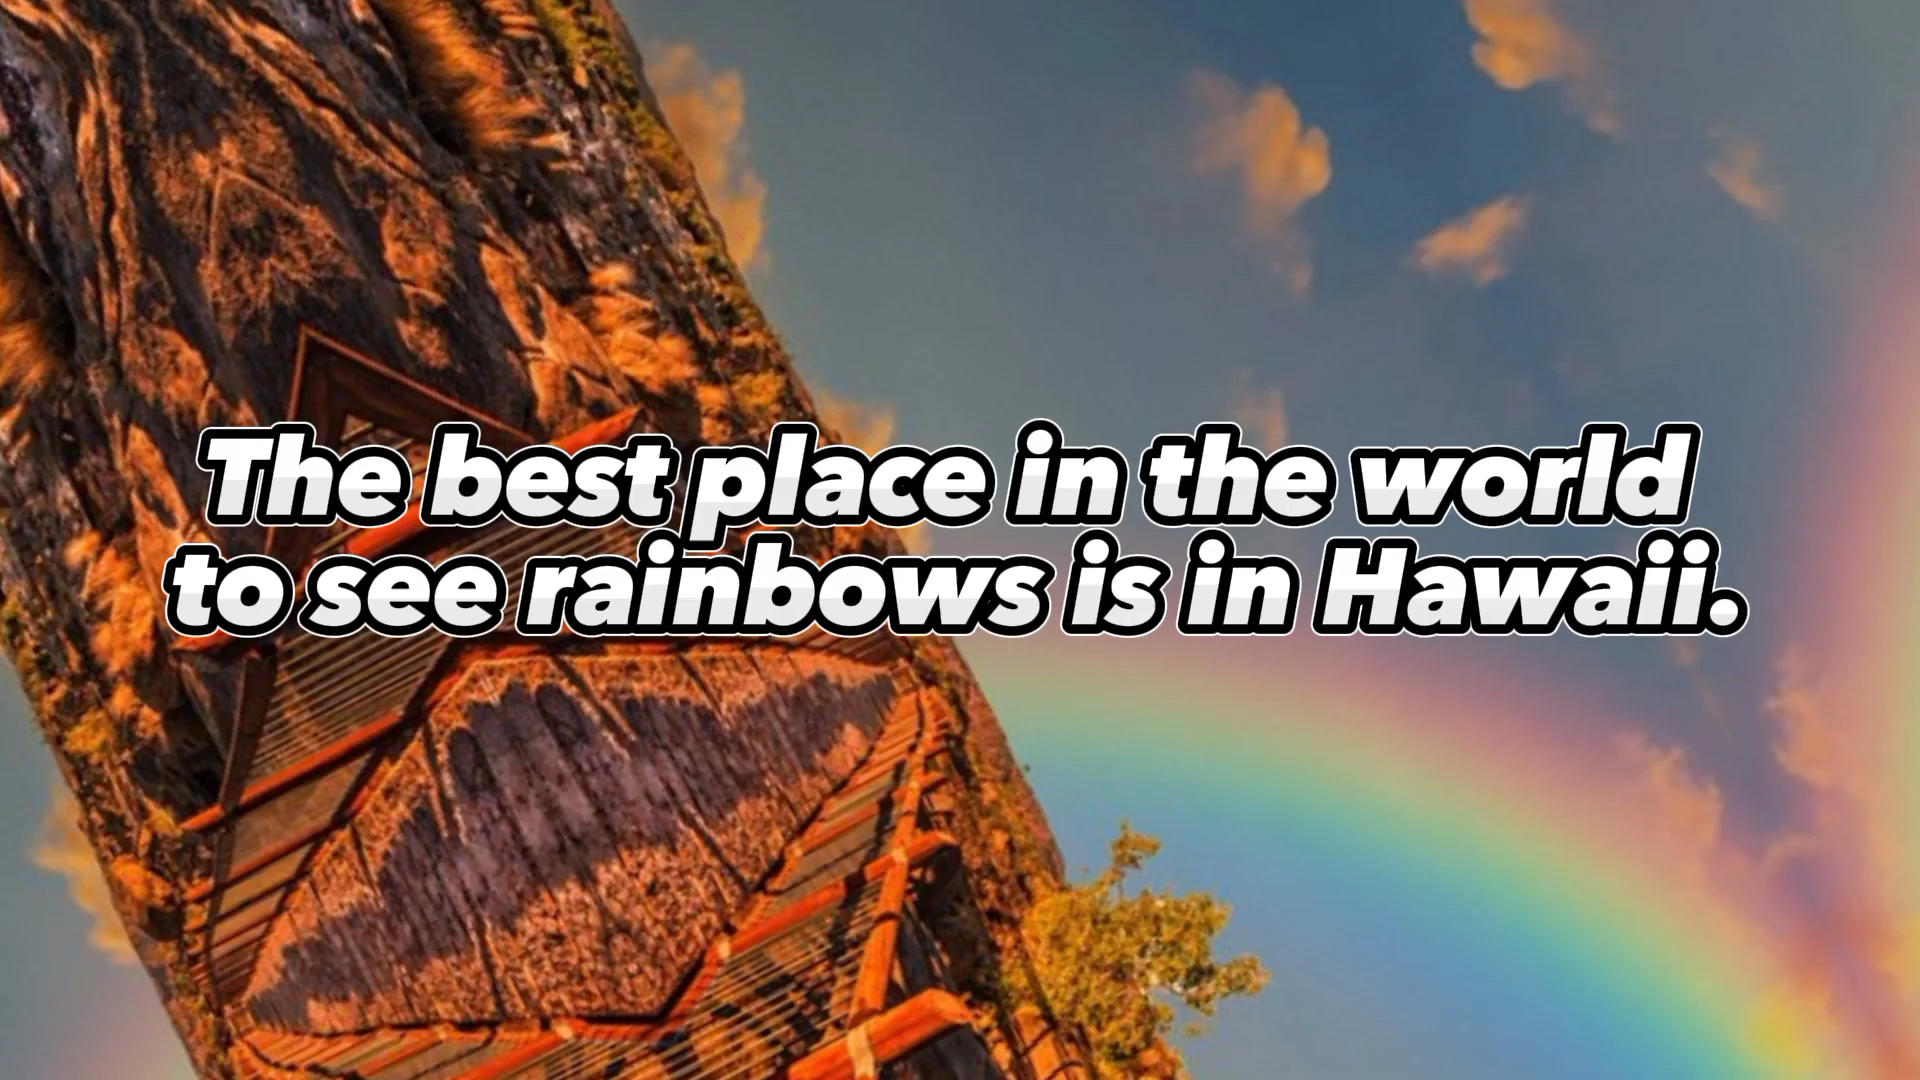 The best place in the world
to see rainbows is in Hawaii.